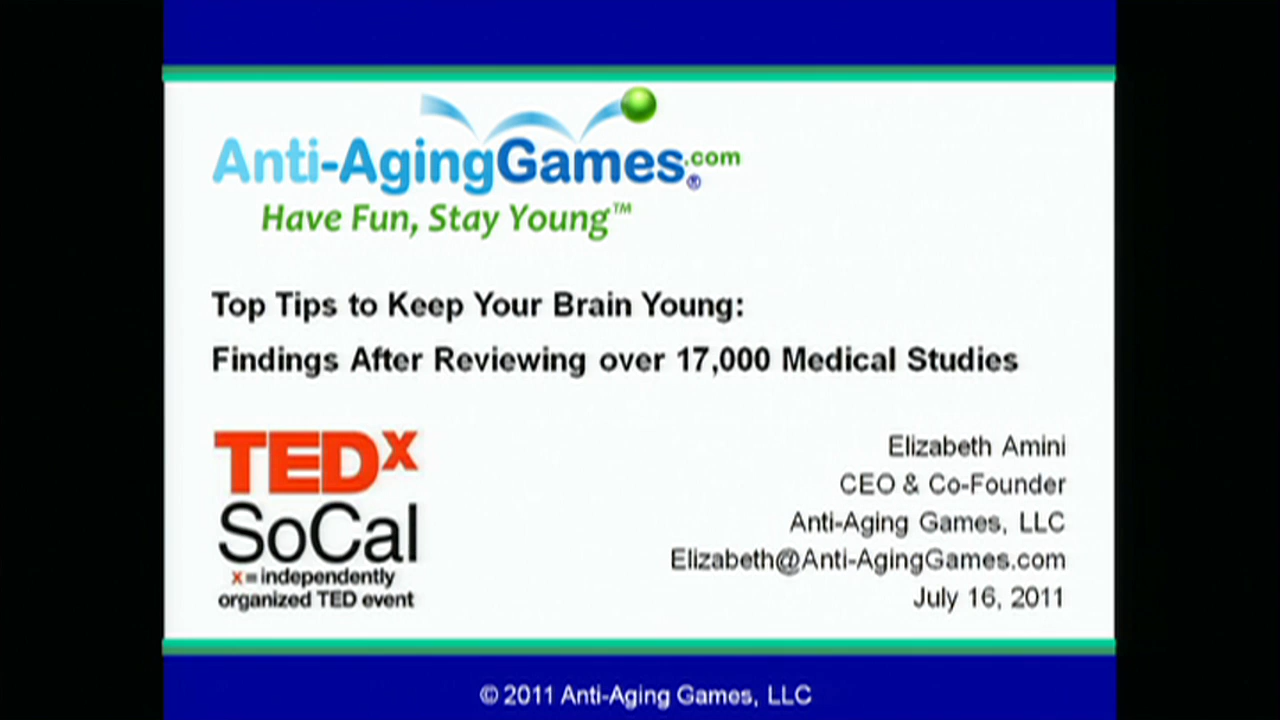 Anti-AgingGames.com®
Have Fun, Stay Young™
Top Tips to Keep Your Brain Young:
Findings After Reviewing over 17,000 Medical Studies
TEDx
SoCal
x = independently
organized TED event
Elizabeth Amini
CEO & Co-Founder
Anti-Aging Games, LLC
Elizabeth@Anti-AgingGames.com
July 16, 2011
© 2011 Anti-Aging Games, LLC